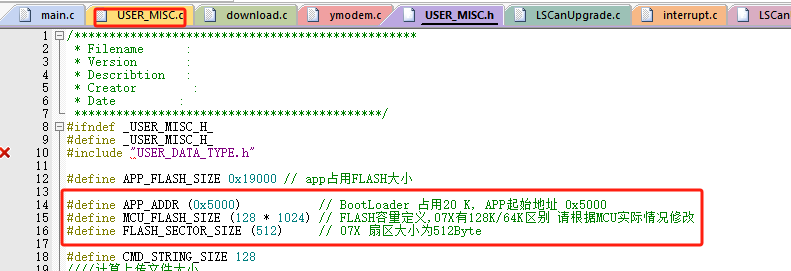 main.c USER_MISC.c download.c ymodem.c USER_MISC.h LSCanUpgrade.c interrupt.c LSCan
1 /*************************************************
2 * Filename :
3 * Version :
4 * Describtion :
5 * Creator :
6 * Date :
7 *******************************************/
8 #ifndef _USER_MISC_H_
9 #define _USER_MISC_H_
10 #include "USER_DATA_TYPE.h"
11
12 #define APP_FLASH_SIZE 0x19000 // app占用FLASH大小
13
14 #define APP_ADDR (0x5000) // BootLoader 占用20 K, APP起始地址 0x5000
15 #define MCU_FLASH_SIZE (128 * 1024) // FLASH容量定义,07X有128K/64K区别 请根据MCU实际情况修改
16 #define FLASH_SECTOR_SIZE (512) // 07X 扇区大小为512Byte
17
18 #define CMD_STRING_SIZE 128
19 ////计算上传文件大小